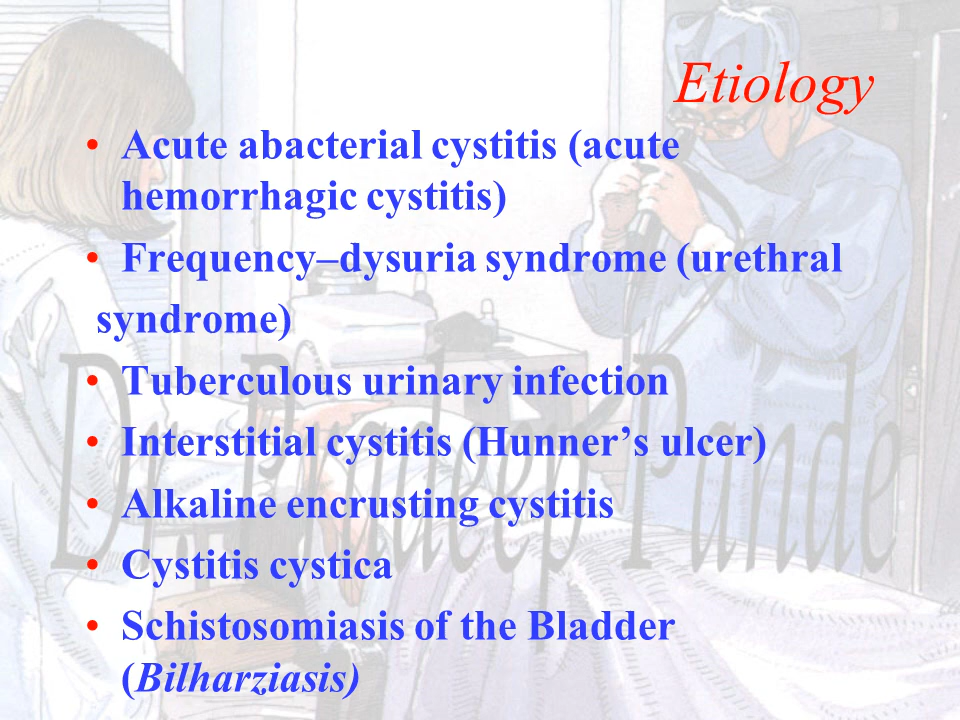 Etiology
• Acute abacterial cystitis (acute
hemorrhagic cystitis)
• Frequency–dysuria syndrome (urethral
syndrome)
• Tuberculous urinary infection
• Interstitial cystitis (Hunner’s ulcer)
• Alkaline encrusting cystitis
• Cystitis cystica
• Schistosomiasis of the Bladder
(Bilharziasis)
Dr. Pradeep Pande